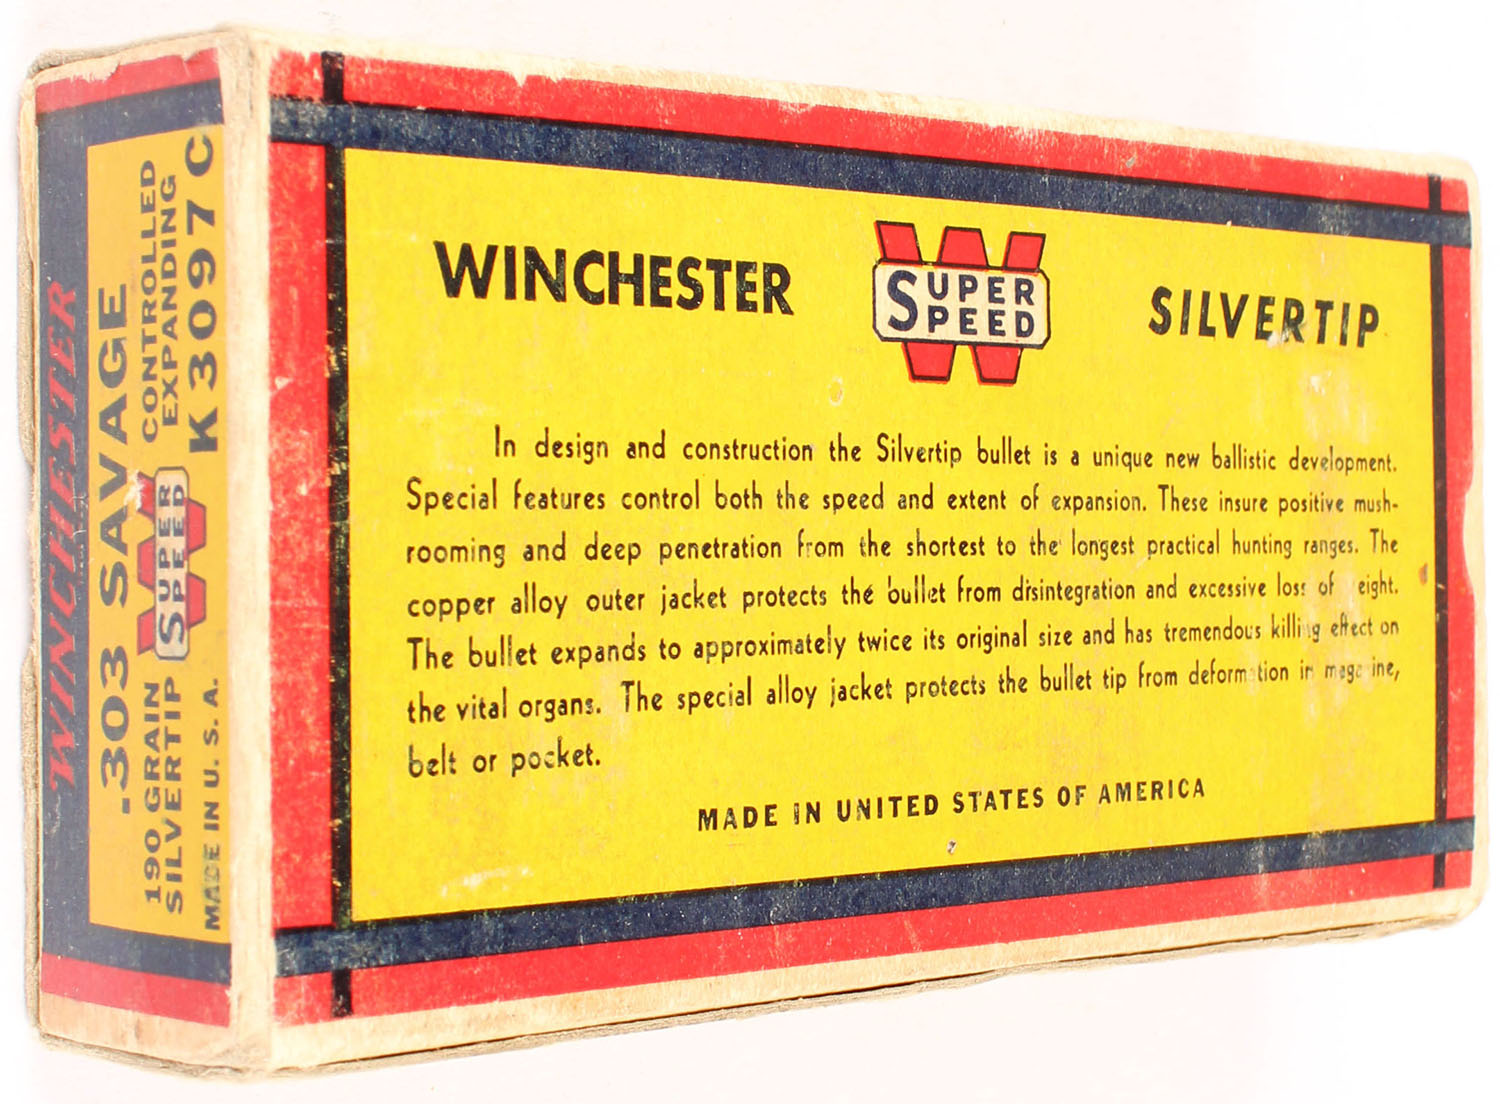 WINCHESTER
.303 SAVAGE
190 GRAIN
SILVERTIP
SUPER
SPEED
CONTROLLED
EXPANDING
MADE IN U. S. A.
K 3097 C
WINCHESTER
SUPER
SPEED
SILVERTIP
In design and construction the Silvertip bullet is a unique new ballistic development.
Special features control both the speed and extent of expansion. These insure positive mush-
rooming and deep penetration from the shortest to the longest practical hunting ranges. The
copper alloy outer jacket protects the bullet from disintegration and excessive loss of eight.
The bullet expands to approximately twice its original size and has tremendous killing effect on
the vital organs. The special alloy jacket protects the bullet tip from deformation in magazine,
belt or pocket.
MADE IN UNITED STATES OF AMERICA